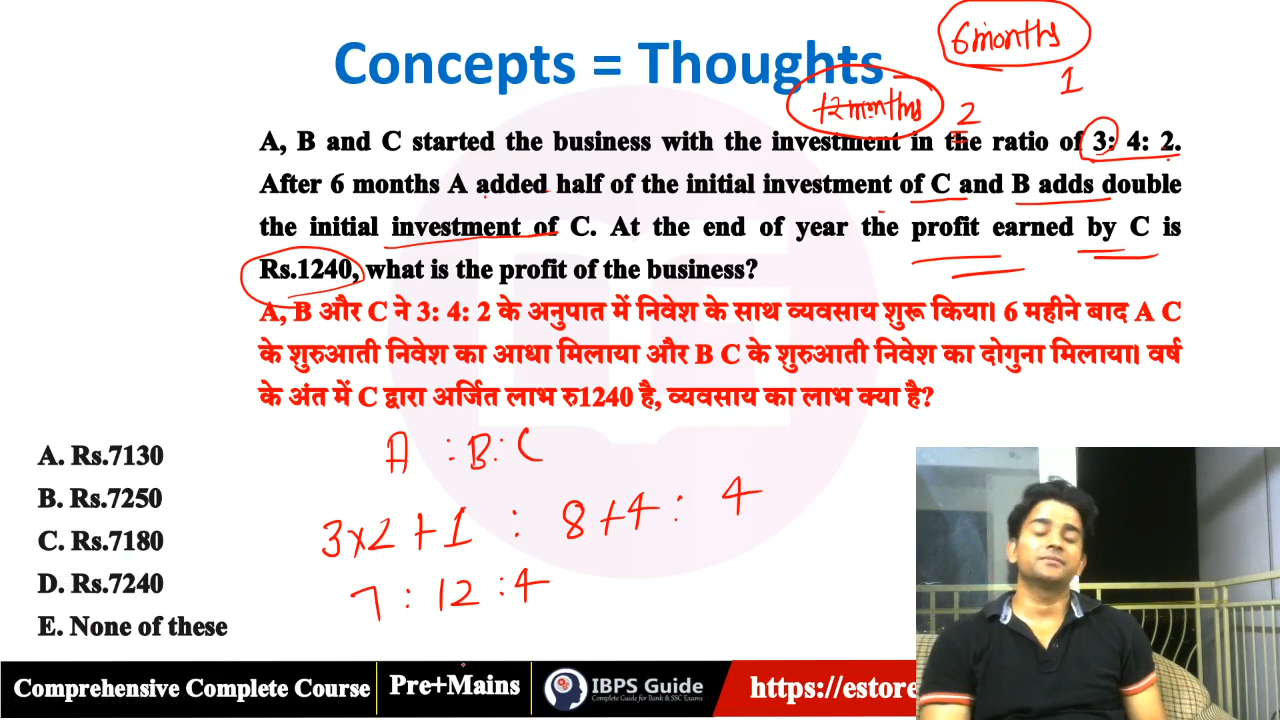 6 months
Concepts = Thoughts
1
12 months
2
A, B and C started the business with the investment in the ratio of 3: 4: 2.
After 6 months A added half of the initial investment of C and B adds double
the initial investment of C. At the end of year the profit earned by C is
Rs.1240, what is the profit of the business?
A, B और C ने 3: 4: 2 के अनुपात में निवेश के साथ व्यवसाय शुरू किया। 6 महीने बाद A C
के शुरुआती निवेश का आधा मिलाया और B C के शुरुआती निवेश का दोगुना मिलाया। वर्ष
के अंत में C द्वारा अर्जित लाभ रु1240 है, व्यवसाय का लाभ क्या है?
A : B : C
A. Rs.7130
B. Rs.7250
3x2 + 1 : 8 + 4 : 4
C. Rs.7180
D. Rs.7240
7 : 12 : 4
E. None of these
Comprehensive Complete Course
Pre+Mains
IBPS Guide
Complete Guide for Bank & SSC Exams
https://estore